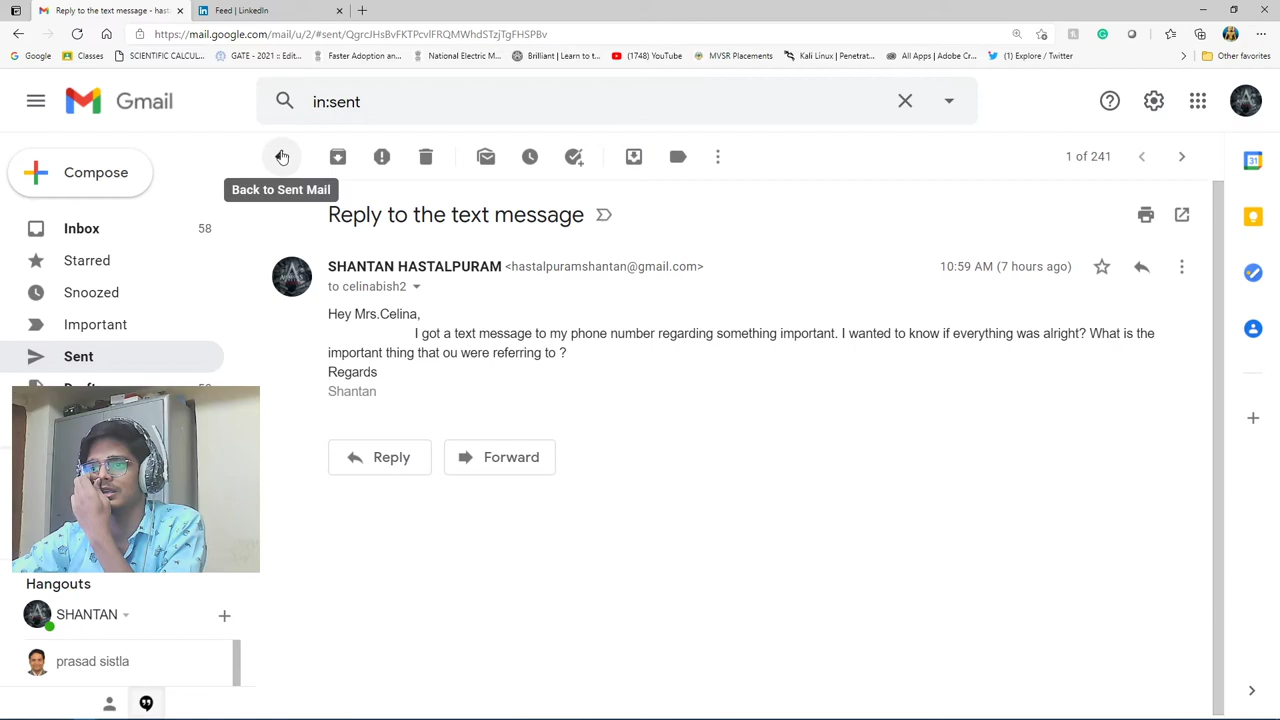 Reply to the text message - hast
Feed | LinkedIn
https://mail.google.com/mail/u/2/#sent/QgrcJHsBvFKTPcvlFRQMWhdSTzjTgFHSPBv
Google
Classes
SCIENTIFIC CALCUL...
GATE - 2021 :: Edit...
Faster Adoption an...
National Electric M...
Brilliant | Learn to t...
(1748) YouTube
MVSR Placements
Kali Linux | Penetrat...
All Apps | Adobe Cr...
(1) Explore / Twitter
Other favorites
Gmail
in:sent
Compose
1 of 241
Back to Sent Mail
Inbox 58
Starred
Snoozed
Important
Sent
Reply to the text message
SHANTAN HASTALPURAM <hastalpuramshantan@gmail.com>
10:59 AM (7 hours ago)
to celinabish2
Hey Mrs.Celina,
I got a text message to my phone number regarding something important. I wanted to know if everything was alright? What is the
important thing that ou were referring to ?
Regards
Shantan
Reply
Forward
Hangouts
SHANTAN
prasad sistla
31